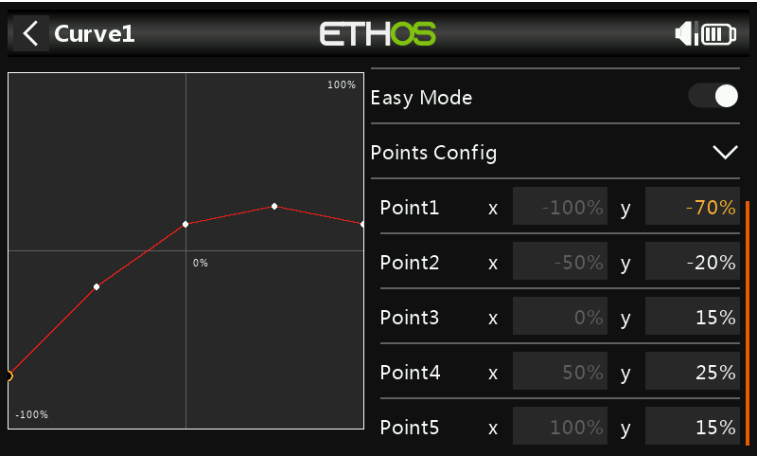 Curve1
ETHOS
100%
0%
-100%
Easy Mode
Points Config
Point1 x -100% y -70%
Point2 x -50% y -20%
Point3 x 0% y 15%
Point4 x 50% y 25%
Point5 x 100% y 15%